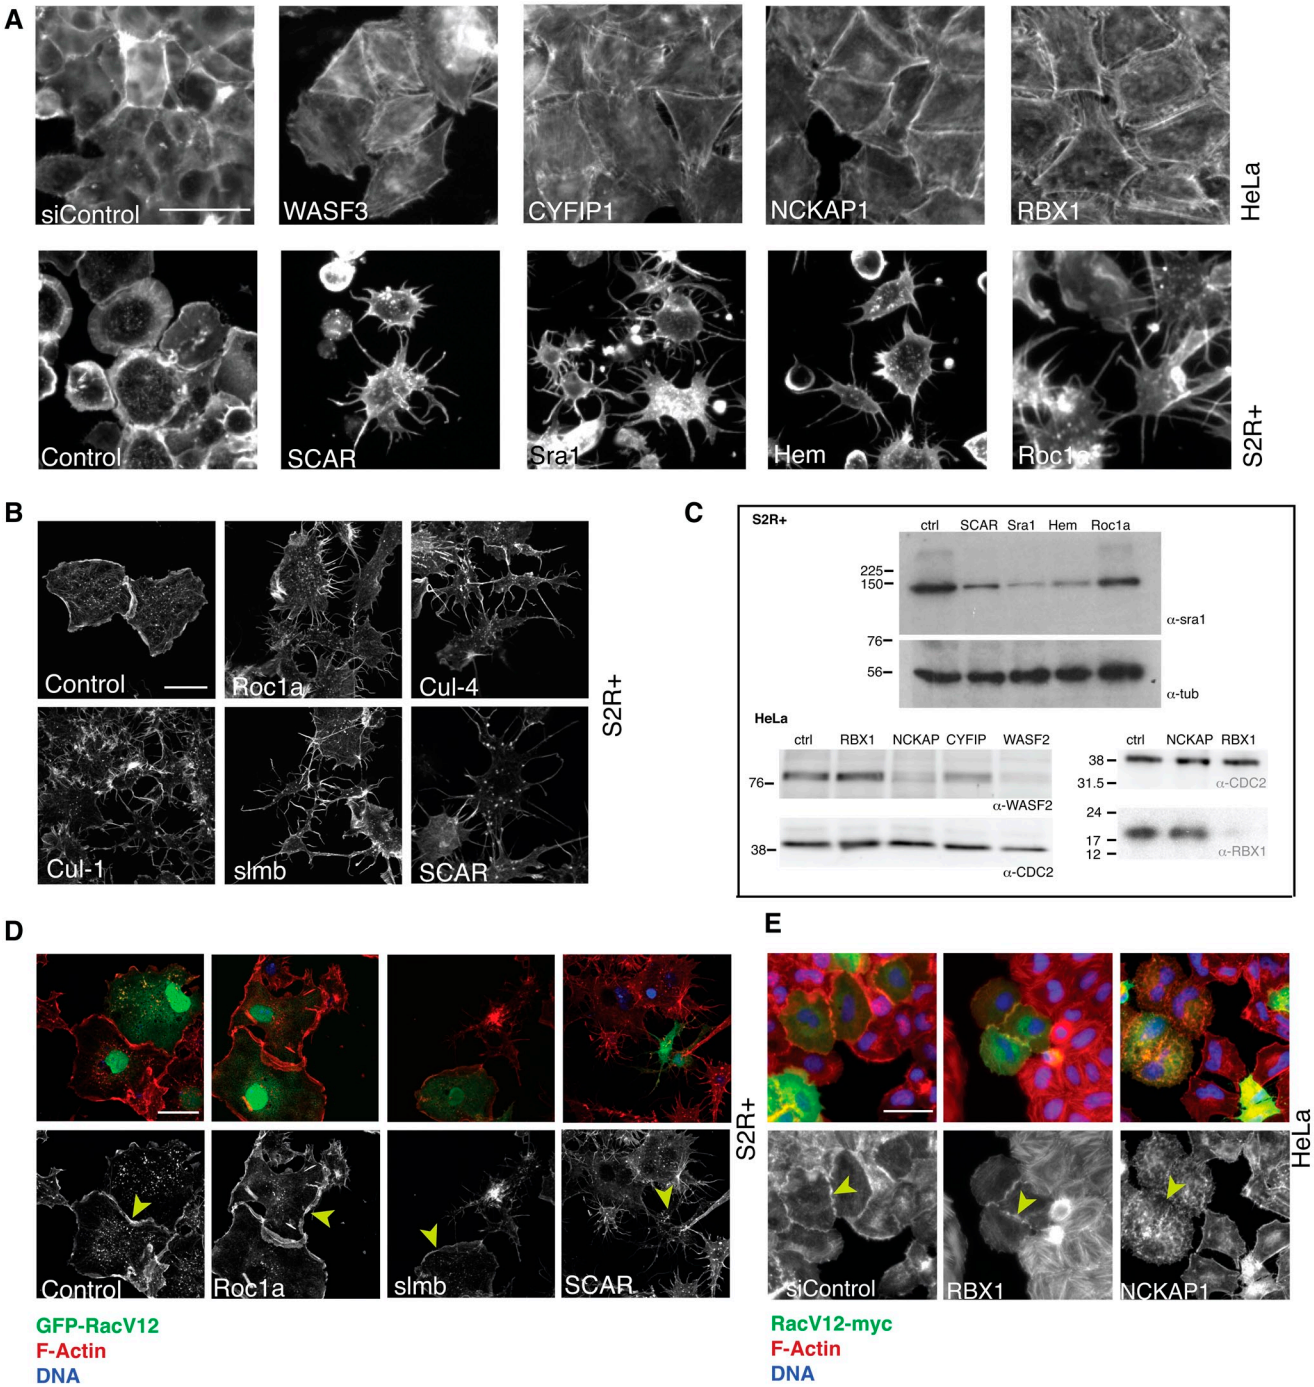 A
siControl
WASF3
CYFIP1
NCKAP1
RBX1
HeLa
Control
SCAR
Sra1
Hem
Roc1a
S2R+
B
Control
Roc1a
Cul-4
Cul-1
slmb
SCAR
S2R+
C
S2R+
ctrl SCAR Sra1 Hem Roc1a
225
150
α-sra1
76
56
α-tub
HeLa
ctrl RBX1 NCKAP CYFIP WASF2
76
α-WASF2
38
α-CDC2
ctrl NCKAP RBX1
38
31.5
α-CDC2
24
17
12
α-RBX1
D
Control
Roc1a
slmb
SCAR
S2R+
GFP-RacV12
F-Actin
DNA
E
siControl
RBX1
NCKAP1
HeLa
RacV12-myc
F-Actin
DNA